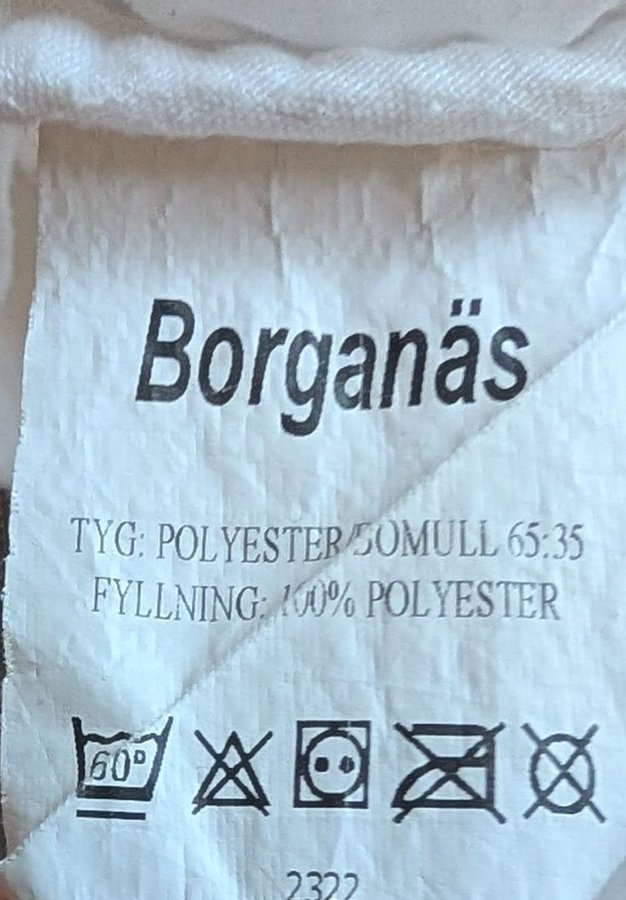 Borganäs
TYG: POLYESTER/BOMULL 65:35
FYLLNING: 100% POLYESTER
60°
2322